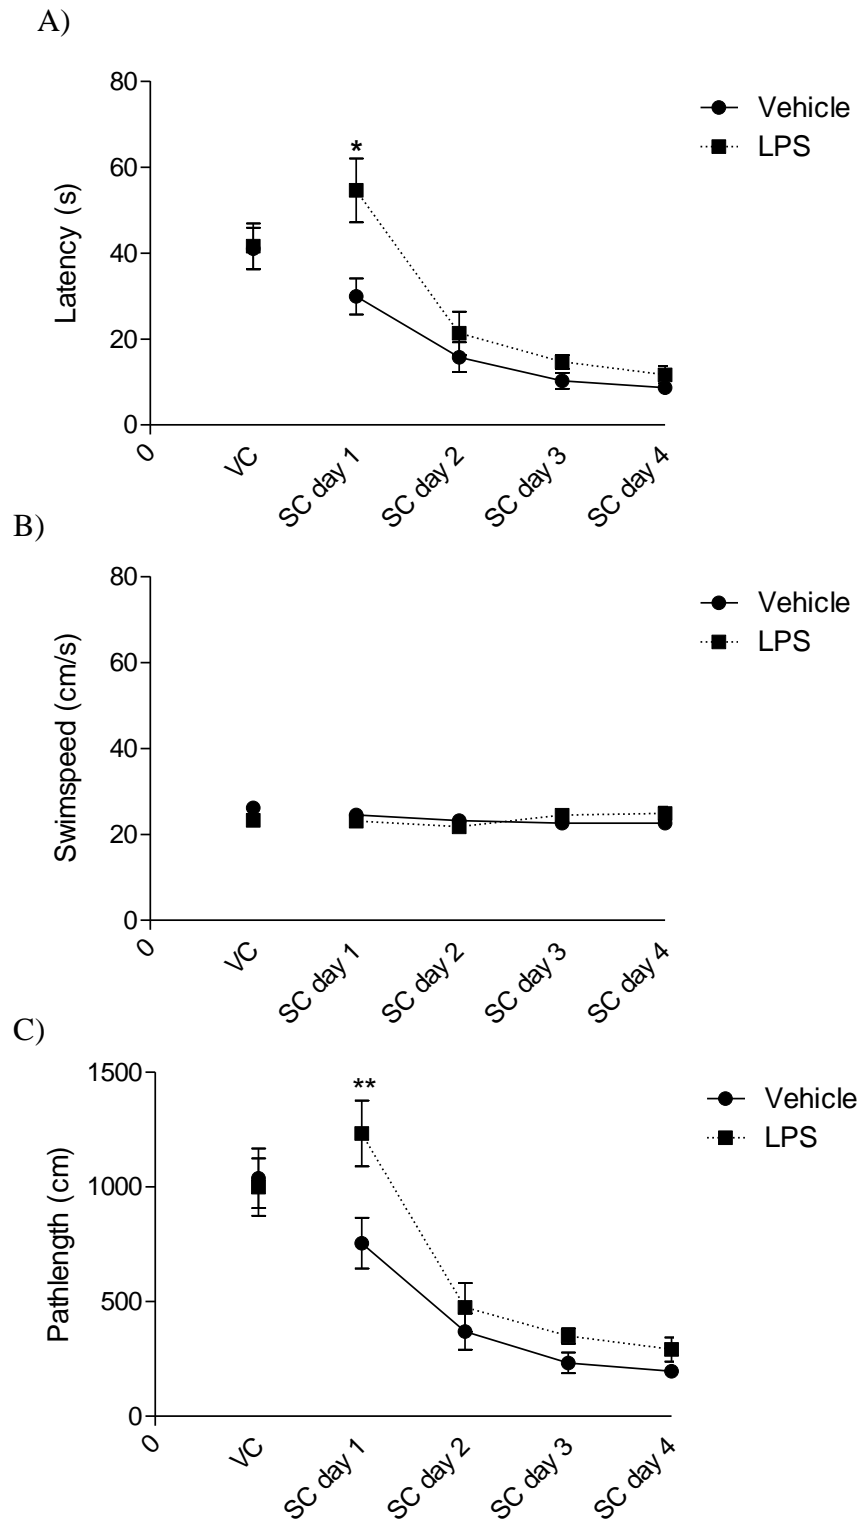 A)
80
60
40
20
0
Latency (s)
*
Vehicle
LPS
0
VC
SC day 1
SC day 2
SC day 3
SC day 4
B)
80
60
40
20
0
Swimspeed (cm/s)
Vehicle
LPS
0
VC
SC day 1
SC day 2
SC day 3
SC day 4
C)
1500
1000
500
0
Pathlength (cm)
**
Vehicle
LPS
0
VC
SC day 1
SC day 2
SC day 3
SC day 4